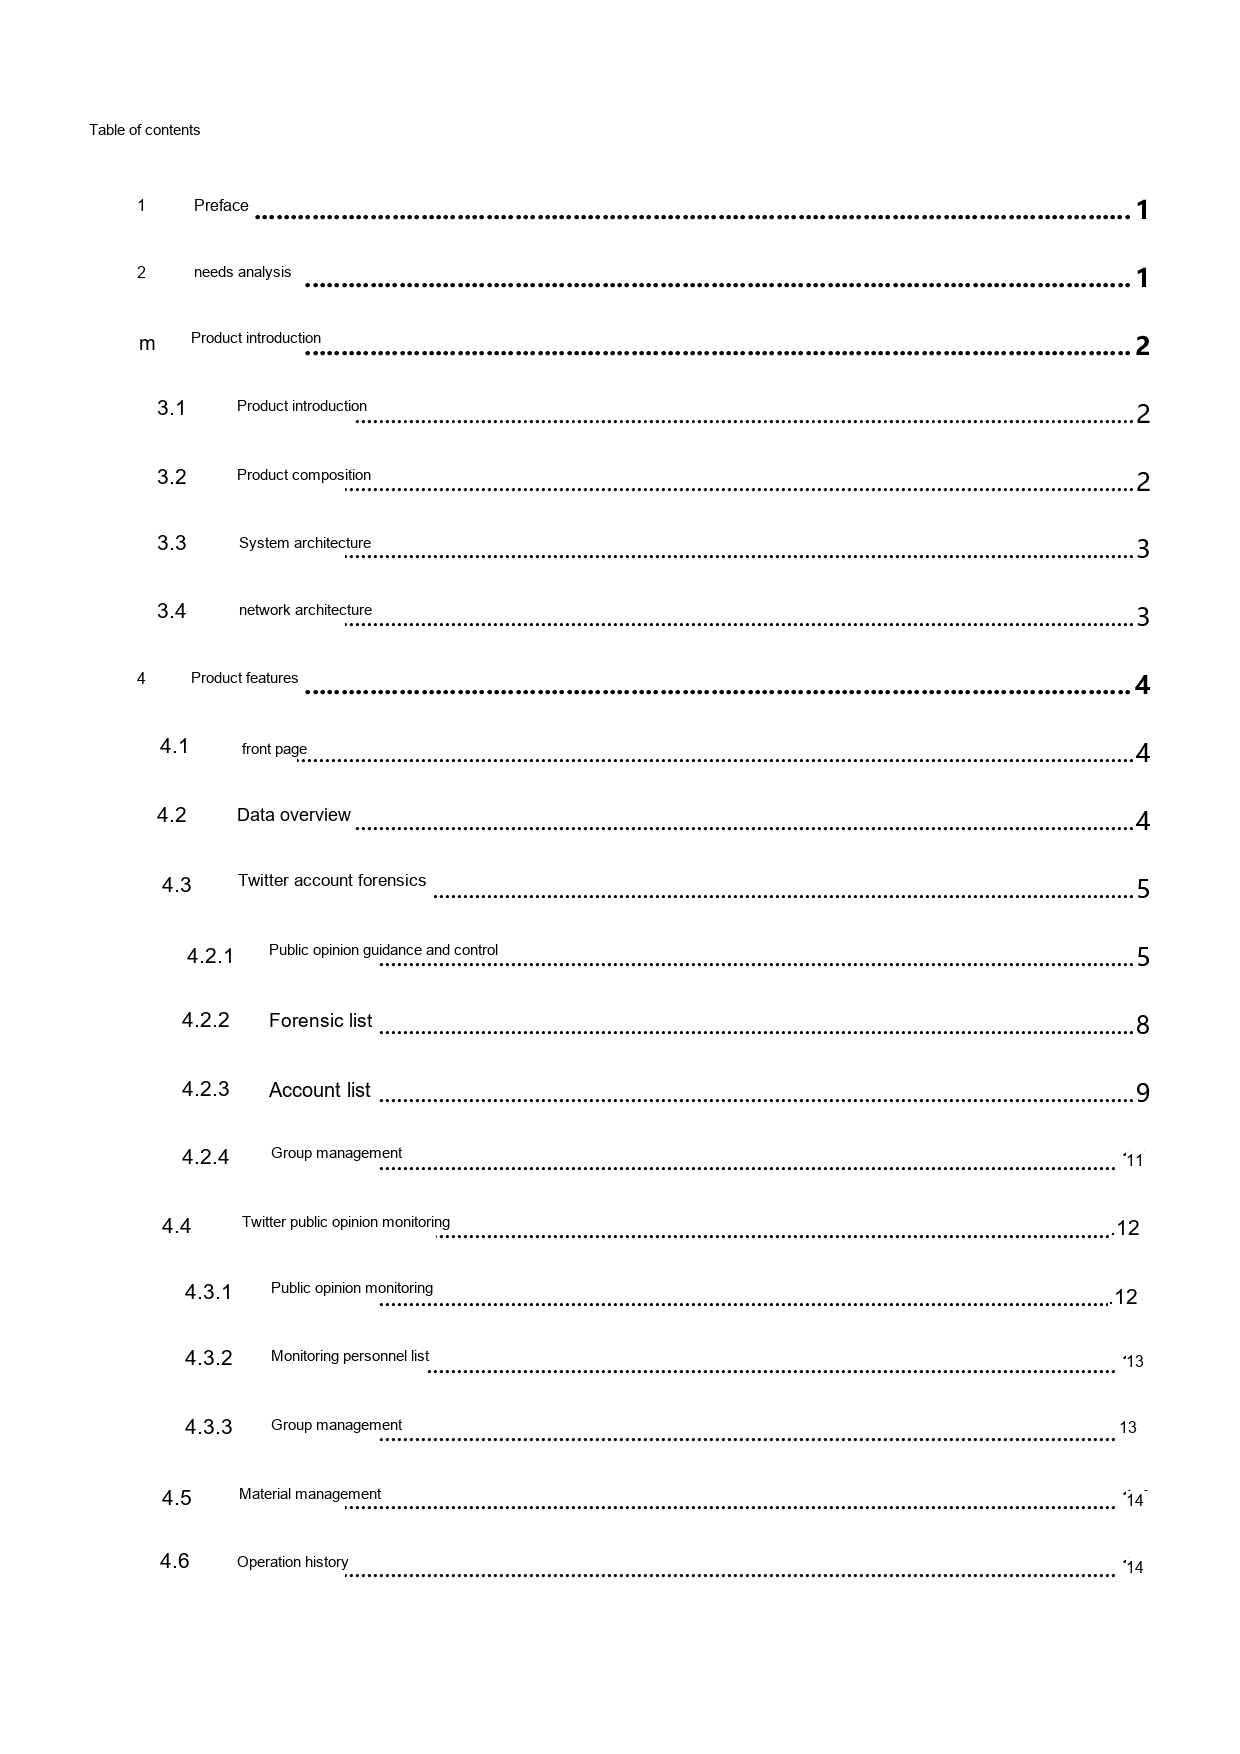 Table of contents
1 Preface 1
2 needs analysis 1
m Product introduction 2
3.1 Product introduction 2
3.2 Product composition 2
3.3 System architecture 3
3.4 network architecture 3
4 Product features 4
4.1 front page 4
4.2 Data overview 4
4.3 Twitter account forensics 5
4.2.1 Public opinion guidance and control 5
4.2.2 Forensic list 8
4.2.3 Account list 9
4.2.4 Group management 11
4.4 Twitter public opinion monitoring 12
4.3.1 Public opinion monitoring 12
4.3.2 Monitoring personnel list 13
4.3.3 Group management 13
4.5 Material management 14
4.6 Operation history 14